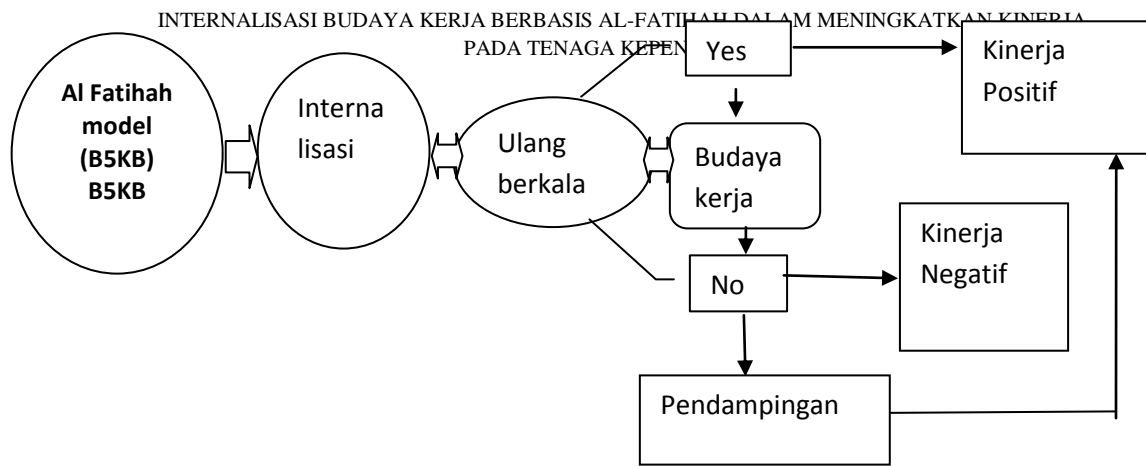 INTERNALISASI BUDAYA KERJA BERBASIS AL-FATIHAH DALAM MENINGKATKAN KINERJA
PADA TENAGA
Al Fatihah
model
(B5KB)
B5KB
Interna
lisasi
Ulang
berkala
Yes
Budaya
kerja
No
Pendampingan
Kinerja
Positif
Kinerja
Negatif